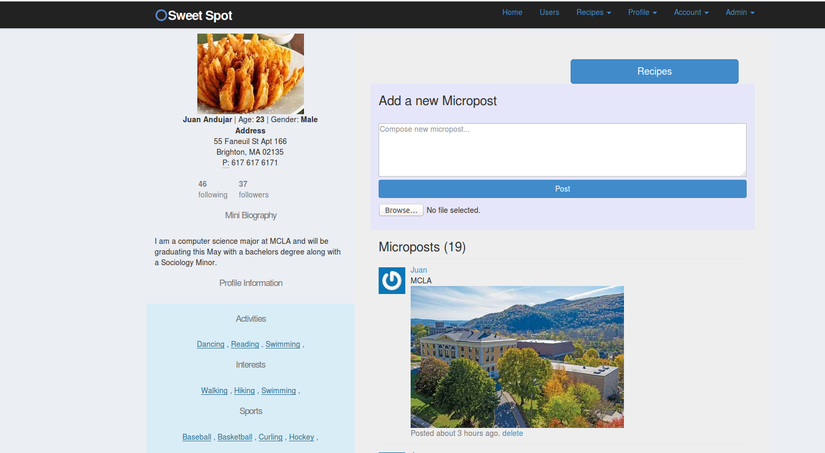 Sweet Spot
Home Users Recipes Profile Account Admin
Juan Andujar | Age: 23 | Gender: Male
Address
55 Faneuil St Apt 166
Brighton, MA 02135
P: 617 617 6171
46 37
following followers
Mini Biography
I am a computer science major at MCLA and will be
graduating this May with a bachelors degree along with
a Sociology Minor.
Profile Information
Activities
Dancing , Reading , Swimming ,
Interests
Walking , Hiking , Swimming ,
Sports
Baseball , Basketball , Curling , Hockey ,
Recipes
Add a new Micropost
Compose new micropost...
Post
Browse... No file selected.
Microposts (19)
Juan
MCLA
Posted about 3 hours ago. delete